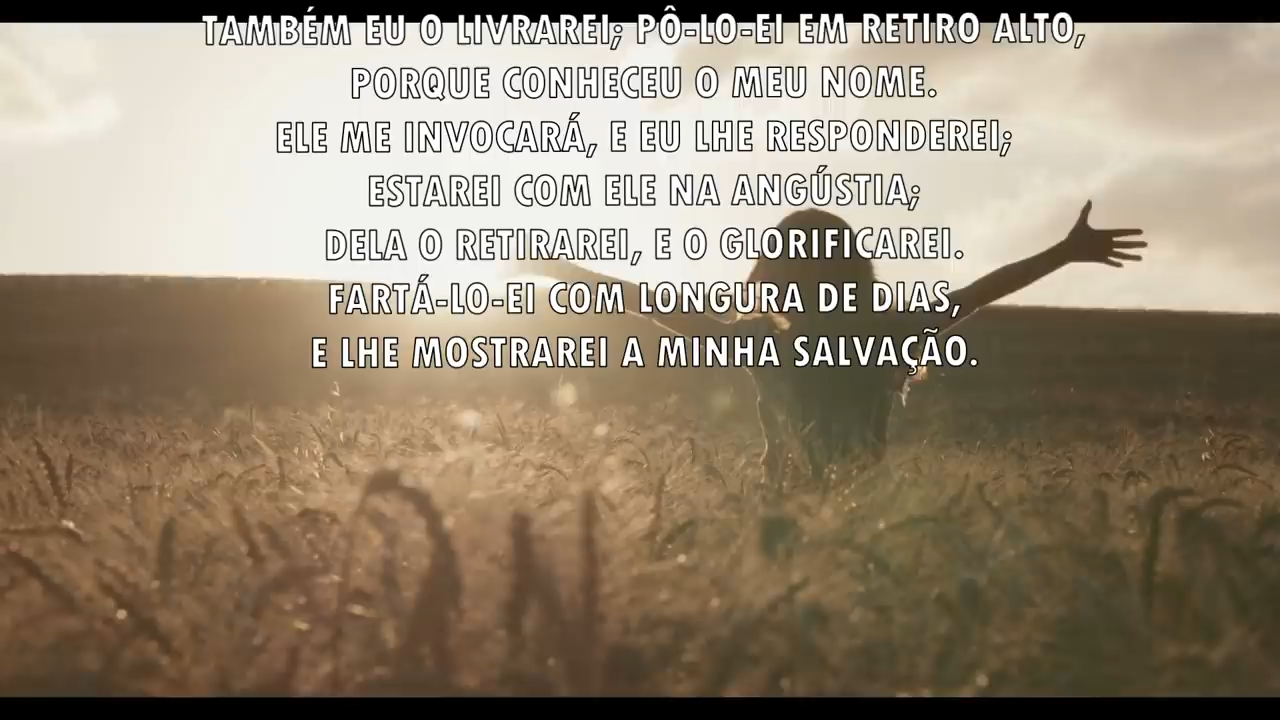 TAMBÉM EU O LIVRAREI; PÔ-LO-EI EM RETIRO ALTO,
PORQUE CONHECEU O MEU NOME.
ELE ME INVOCARÁ, E EU LHE RESPONDEREI;
ESTAREI COM ELE NA ANGÚSTIA;
DELA O RETIRAREI, E O GLORIFICAREI.
FARTÁ-LO-EI COM LONGURA DE DIAS,
E LHE MOSTRAREI A MINHA SALVAÇÃO.